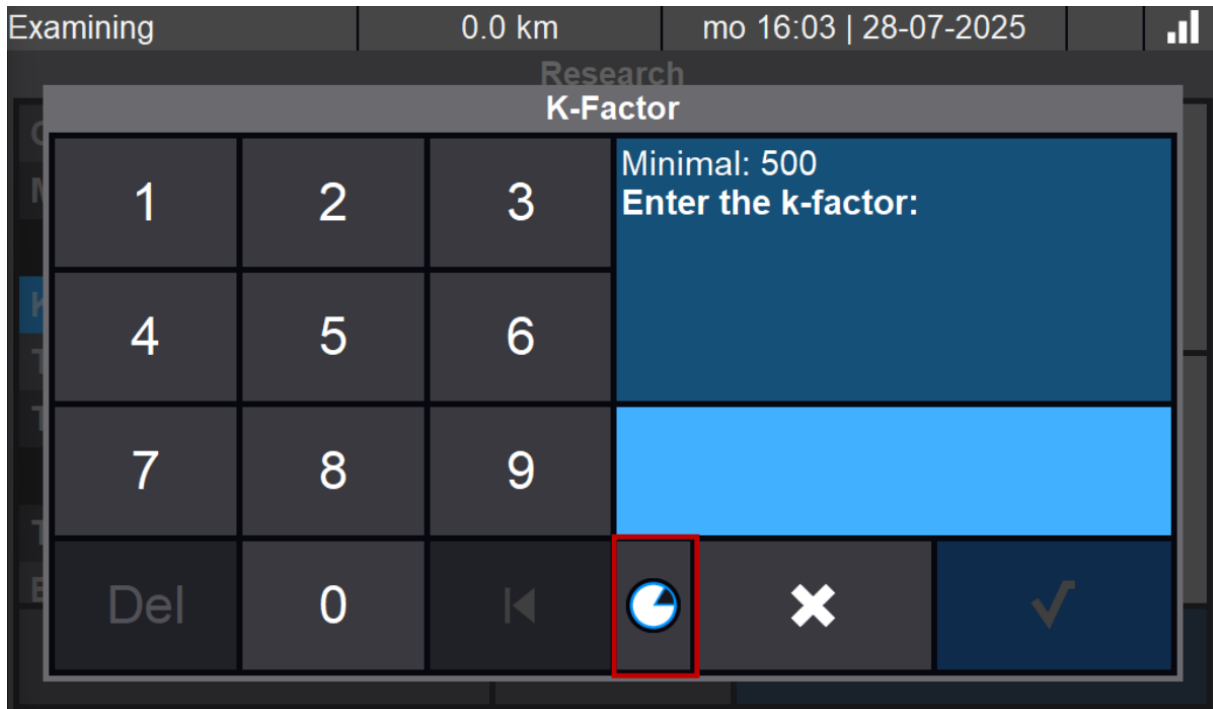 Examining 0.0 km mo 16:03 | 28-07-2025
Research
K-Factor
Minimal: 500
Enter the k-factor:
1 2 3
4 5 6
7 8 9
Del 0